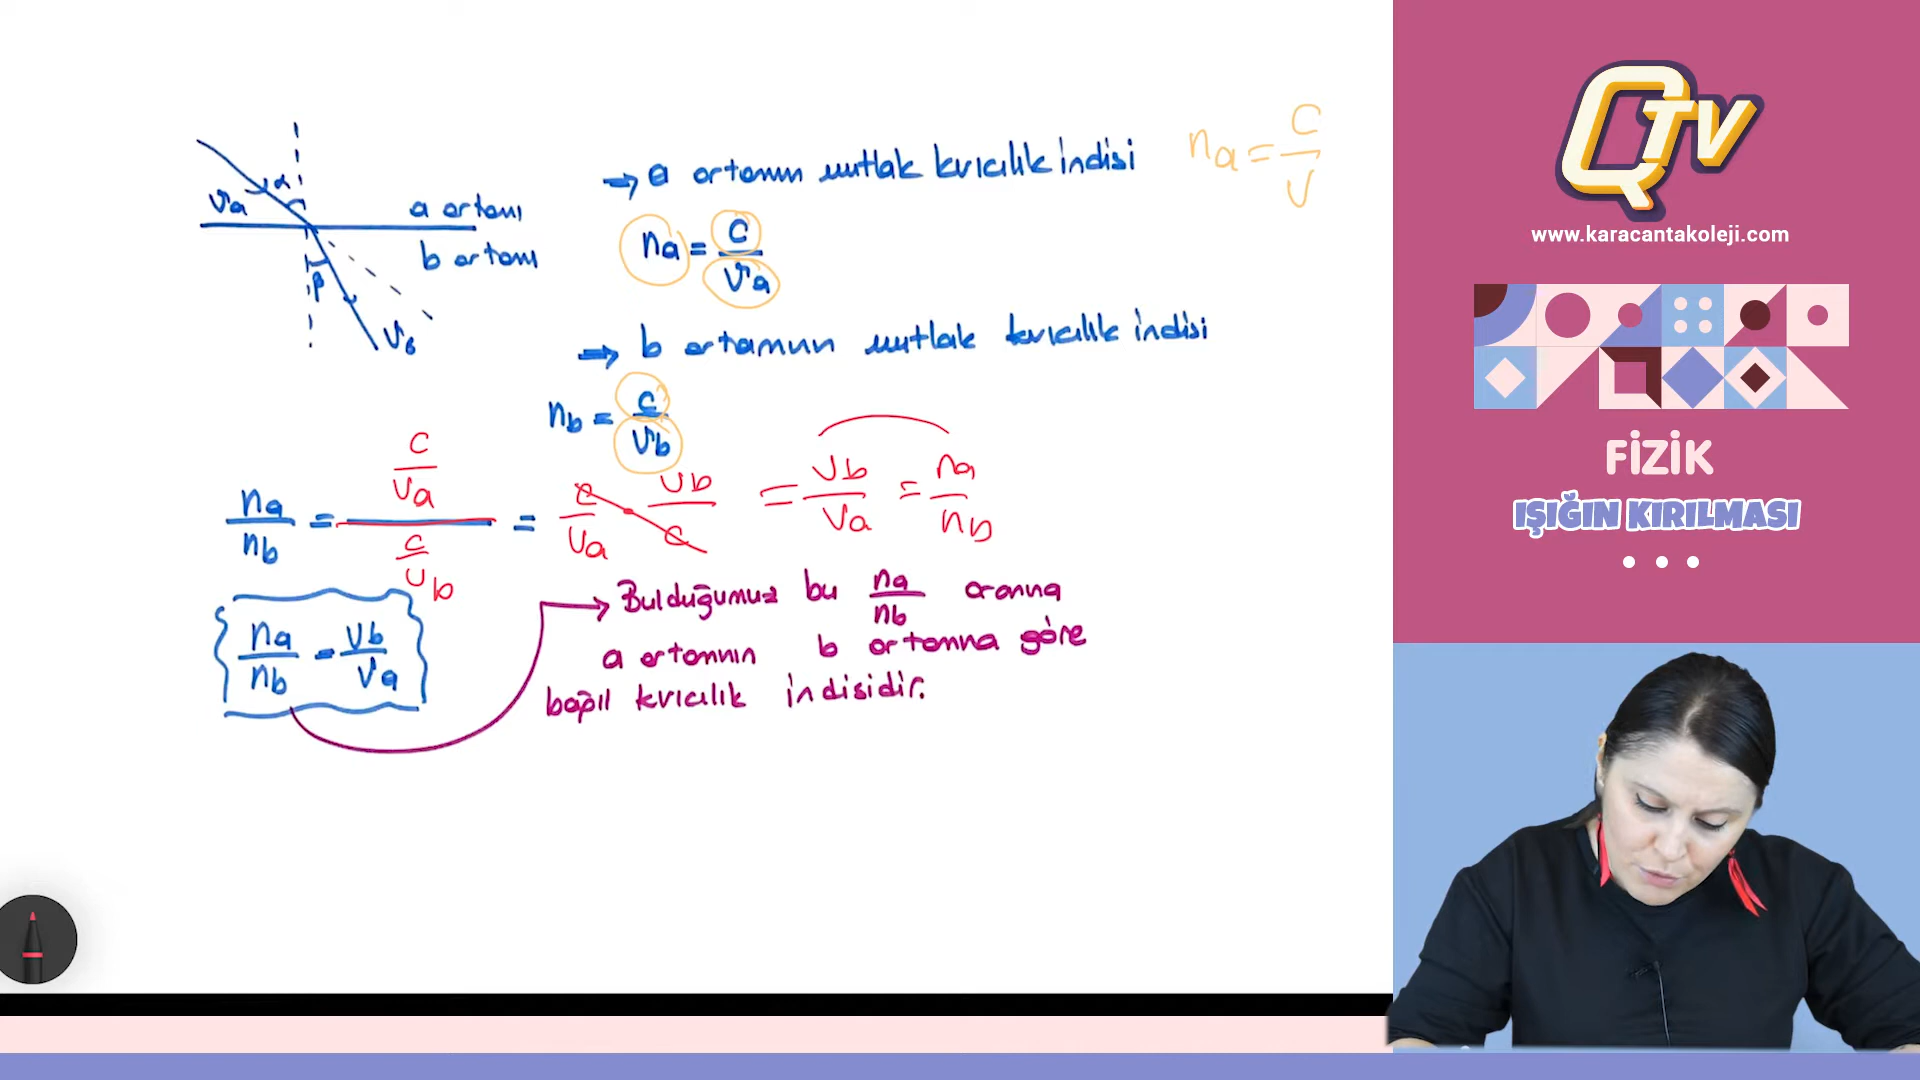 α
Va
a ortamı
b ortamı
β
Vb
→ a ortamın mutlak kırıcılık indisi
na = c/va
na = c/v
→ b ortamının mutlak kırıcılık indisi
nb = c/vb
na/nb = (c/va)/(c/vb) = c/va · vb/c = vb/va = na/nb
na/nb = vb/va
→ Bulduğumuz bu na/nb oranına
a ortamının b ortamına göre
bağıl kırıcılık indisidir.
QTV
www.karacantakoleji.com
FİZİK
IŞIĞIN KIRILMASI